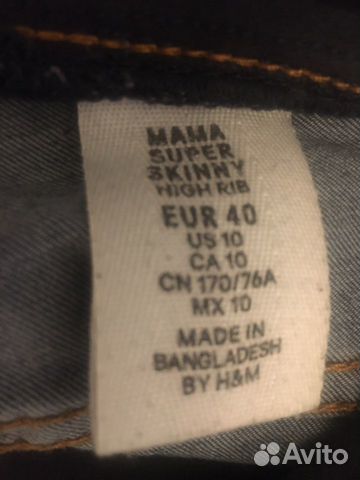 MAMA
SUPER
SKINNY
HIGH RIB
EUR 40
US 10
CA 10
CN 170/76A
MX 10
MADE IN
BANGLADESH
BY H&M
Avito